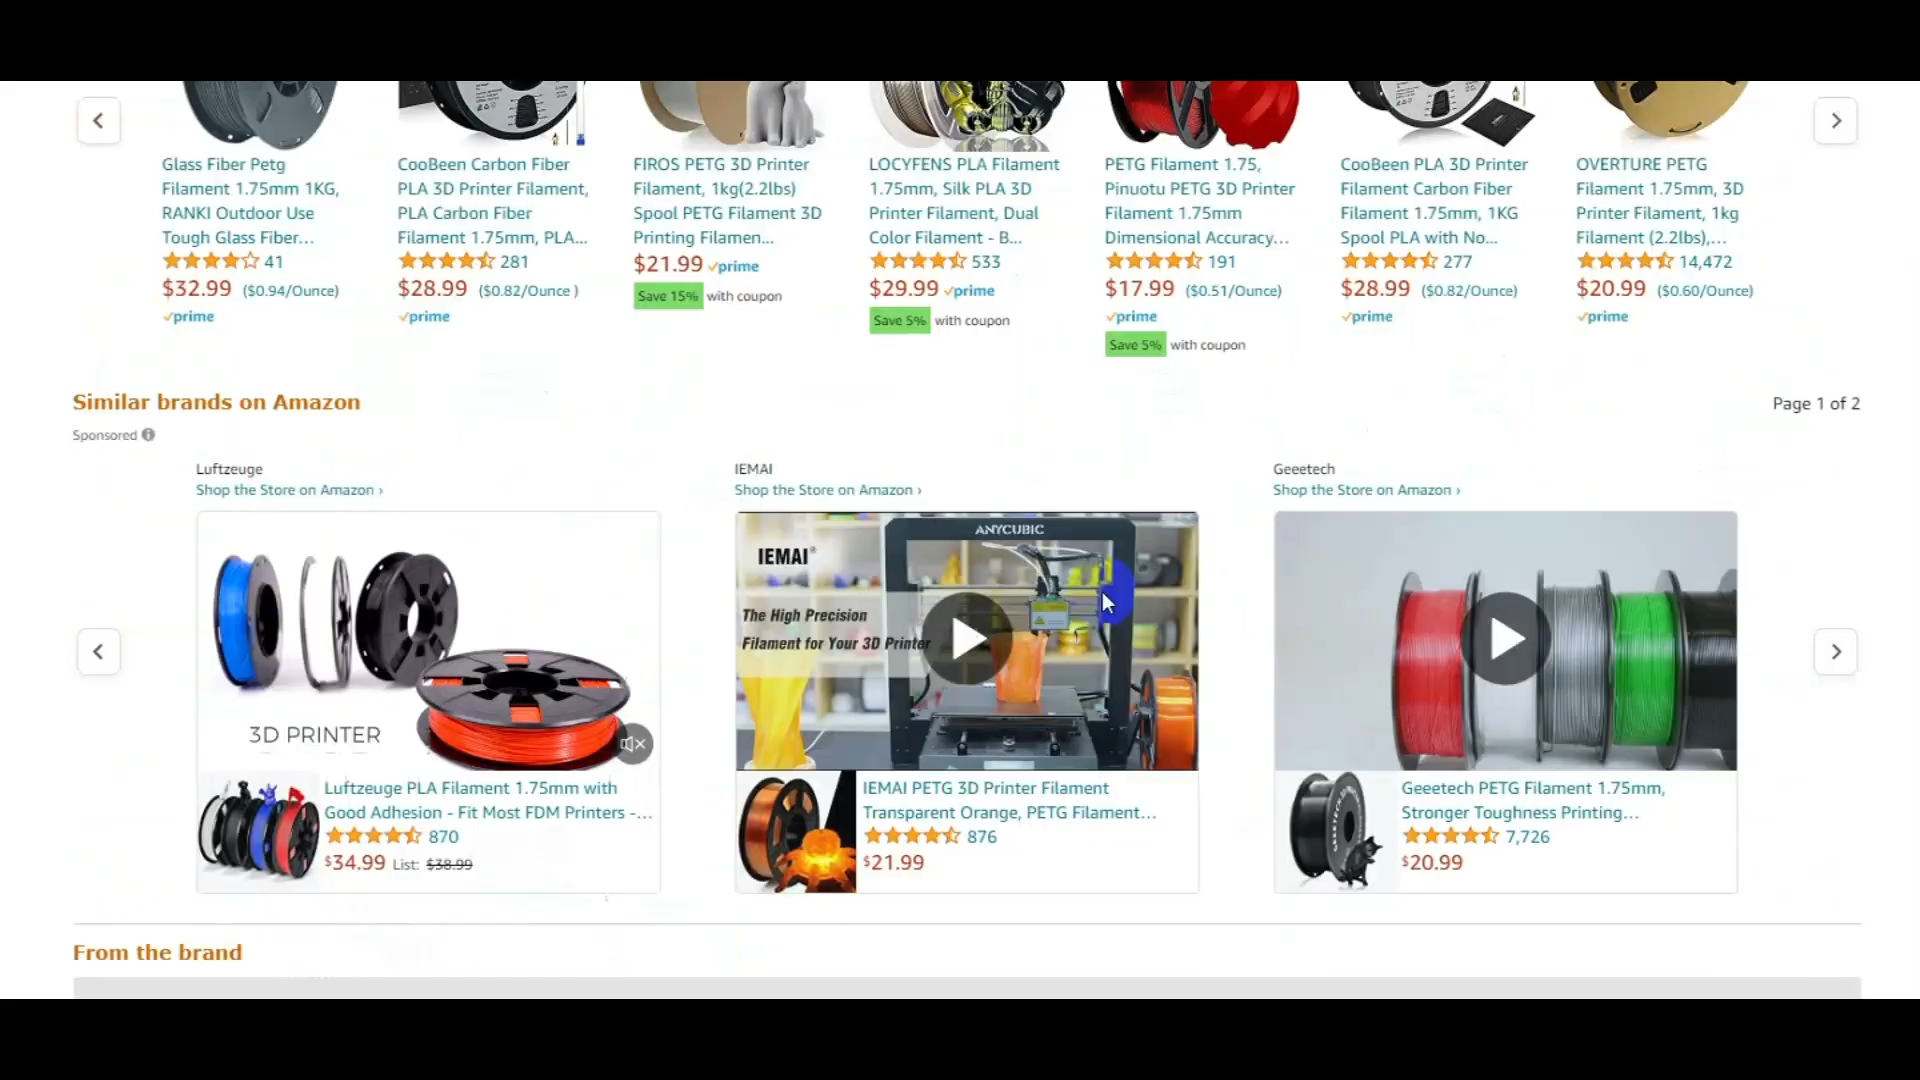 Glass Fiber Petg
Filament 1.75mm 1KG,
RANKI Outdoor Use
Tough Glass Fiber...
41
$32.99 ($0.94/Ounce)
prime
CooBeen Carbon Fiber
PLA 3D Printer Filament,
PLA Carbon Fiber
Filament 1.75mm, PLA...
281
$28.99 ($0.82/Ounce )
prime
FIROS PETG 3D Printer
Filament, 1kg(2.2lbs)
Spool PETG Filament 3D
Printing Filamen...
$21.99 prime
Save 15% with coupon
LOCYFENS PLA Filament
1.75mm, Silk PLA 3D
Printer Filament, Dual
Color Filament - B...
533
$29.99 prime
Save 5% with coupon
PETG Filament 1.75,
Pinuotu PETG 3D Printer
Filament 1.75mm
Dimensional Accuracy...
191
$17.99 ($0.51/Ounce)
prime
Save 5% with coupon
CooBeen PLA 3D Printer
Filament Carbon Fiber
Filament 1.75mm, 1KG
Spool PLA with No...
277
$28.99 ($0.82/Ounce)
prime
OVERTURE PETG
Filament 1.75mm, 3D
Printer Filament, 1kg
Filament (2.2lbs),...
14,472
$20.99 ($0.60/Ounce)
prime
Similar brands on Amazon
Page 1 of 2
Sponsored
Luftzeuge
Shop the Store on Amazon ›
3D PRINTER
Luftzeuge PLA Filament 1.75mm with
Good Adhesion - Fit Most FDM Printers -...
870
$34.99 List: $38.99
IEMAI
Shop the Store on Amazon ›
ANYCUBIC
IEMAI®
The High Precision
Filament for Your 3D Printer
IEMAI PETG 3D Printer Filament
Transparent Orange, PETG Filament...
876
$21.99
Geeetech
Shop the Store on Amazon ›
Geeetech PETG Filament 1.75mm,
Stronger Toughness Printing...
7,726
$20.99
From the brand